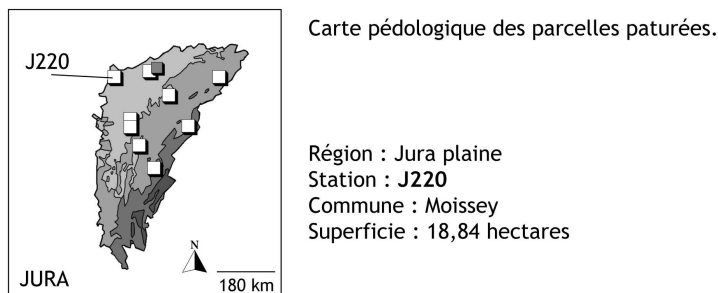 Carte pédologique des parcelles paturées.
J220
N
JURA
180 km
Région : Jura plaine
Station : J220
Commune : Moissey
Superficie : 18,84 hectares